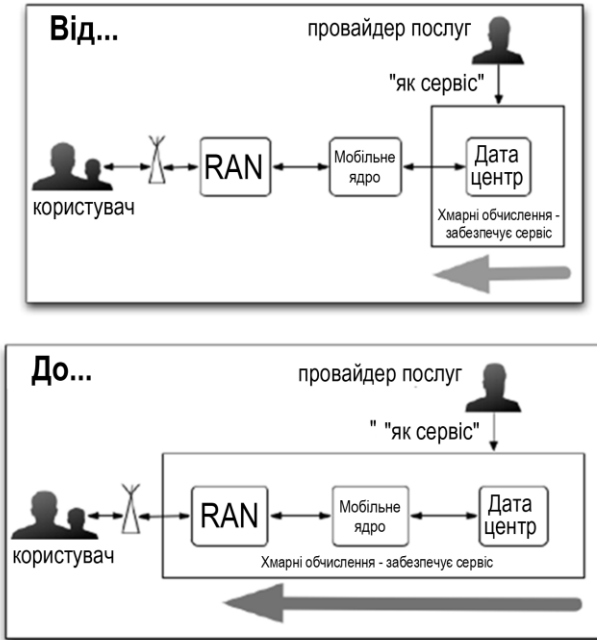 Від...
провайдер послуг
"як сервіс"
RAN
Мобільне
ядро
Дата
центр
користувач
Хмарні обчислення -
забезпечує сервіс
До...
провайдер послуг
" "як сервіс"
RAN
Мобільне
ядро
Дата
центр
користувач
Хмарні обчислення - забезпечує сервіс